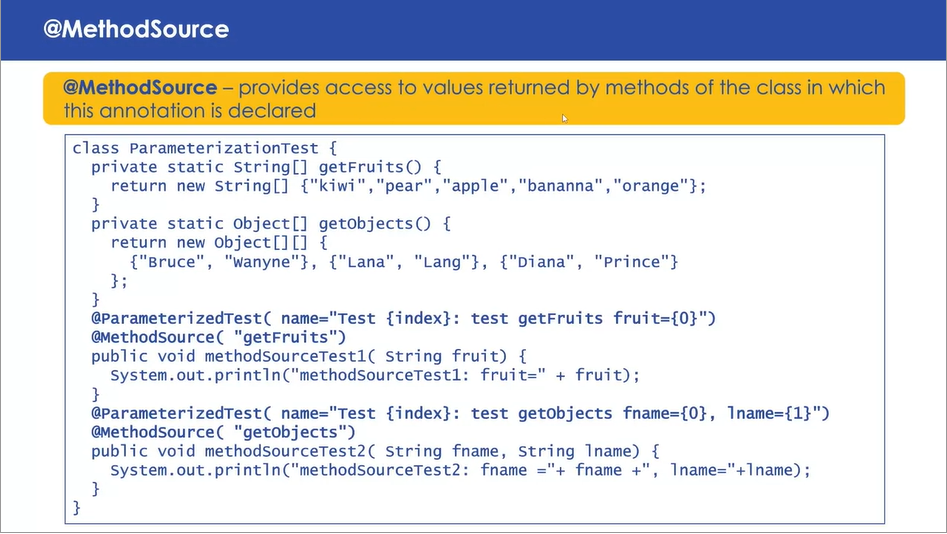 @MethodSource
@MethodSource – provides access to values returned by methods of the class in which
this annotation is declared
class ParameterizationTest {
  private static String[] getFruits() {
    return new String[] {"kiwi","pear","apple","bananna","orange"};
  }
  private static Object[] getObjects() {
    return new Object[][] {
      {"Bruce", "Wanyne"}, {"Lana", "Lang"}, {"Diana", "Prince"}
    };
  }
  @ParameterizedTest( name="Test {index}: test getFruits fruit={0}")
  @MethodSource( "getFruits")
  public void methodSourceTest1( String fruit) {
    System.out.println("methodSourceTest1: fruit=" + fruit);
  }
  @ParameterizedTest( name="Test {index}: test getObjects fname={0}, lname={1}")
  @MethodSource( "getObjects")
  public void methodSourceTest2( String fname, String lname) {
    System.out.println("methodSourceTest2: fname ="+ fname +", lname="+lname);
  }
}